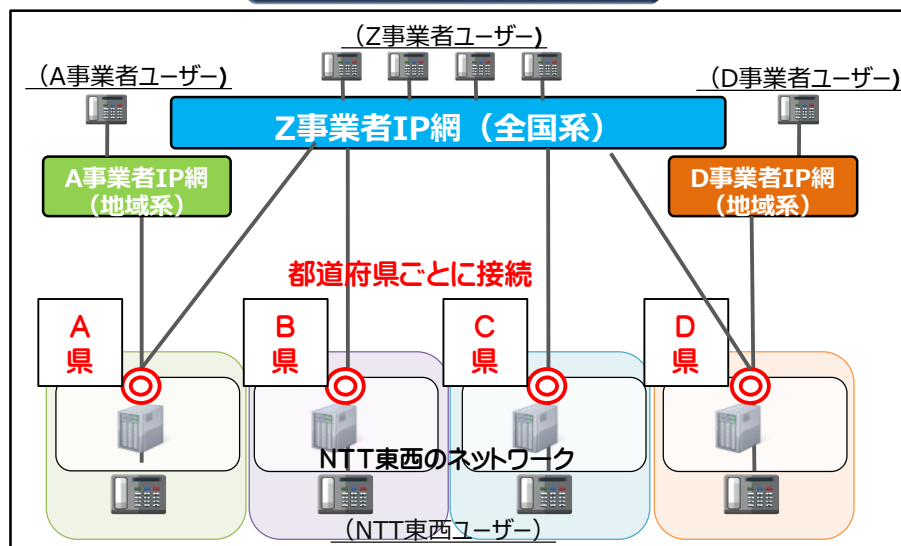 （Z事業者ユーザー)
（A事業者ユーザー)
（D事業者ユーザー)
Z事業者IP網（全国系）
A事業者IP網
（地域系）
D事業者IP網
（地域系）
都道府県ごとに接続
A
県
B
県
C
県
D
県
NTT東西のネットワーク
（NTT東西ユーザー）